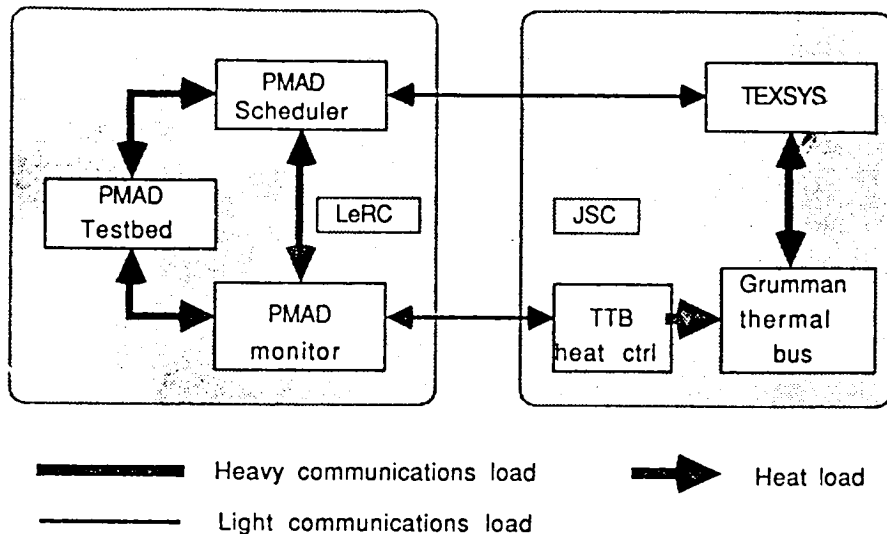 PMAD
Scheduler
TEXSYS
PMAD
Testbed
LeRC
JSC
PMAD
monitor
TTB
heat ctrl
Grumman
thermal
bus
Heavy communications load
Heat load
Light communications load